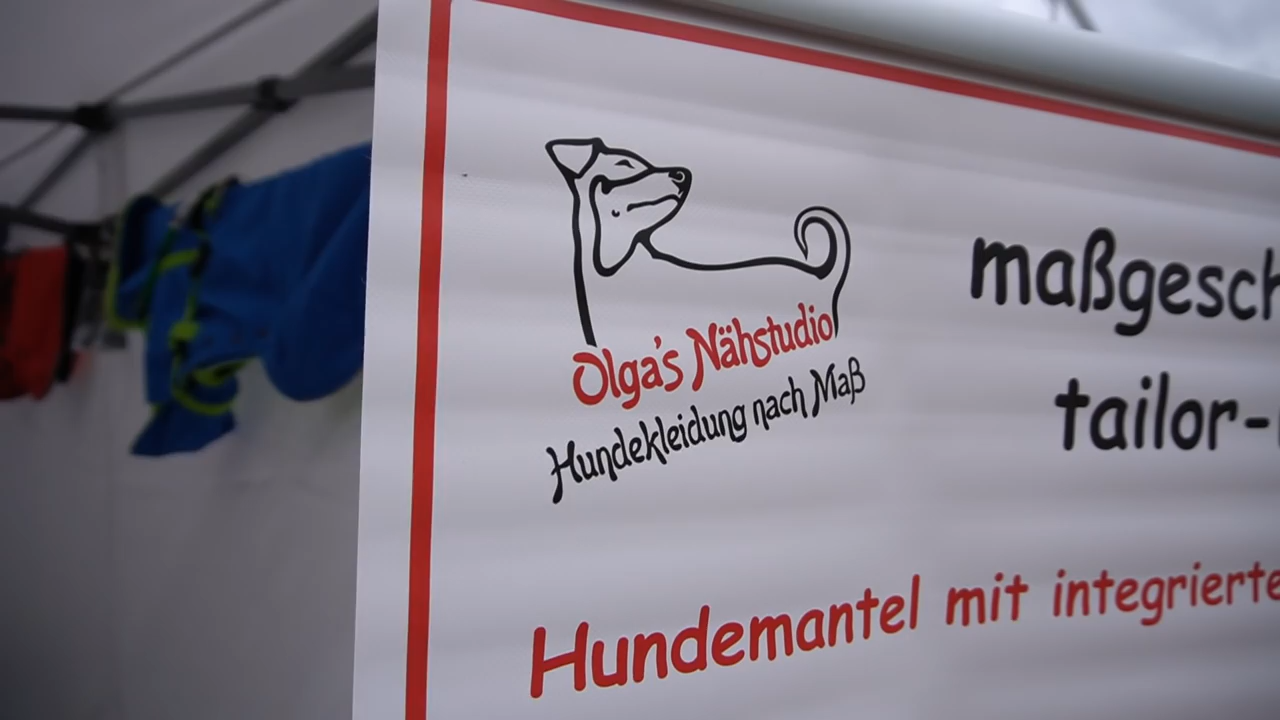 Olga's Nähstudio
Hundekleidung nach Maß
maßgesch
tailor-
Hundemantel mit integrierte